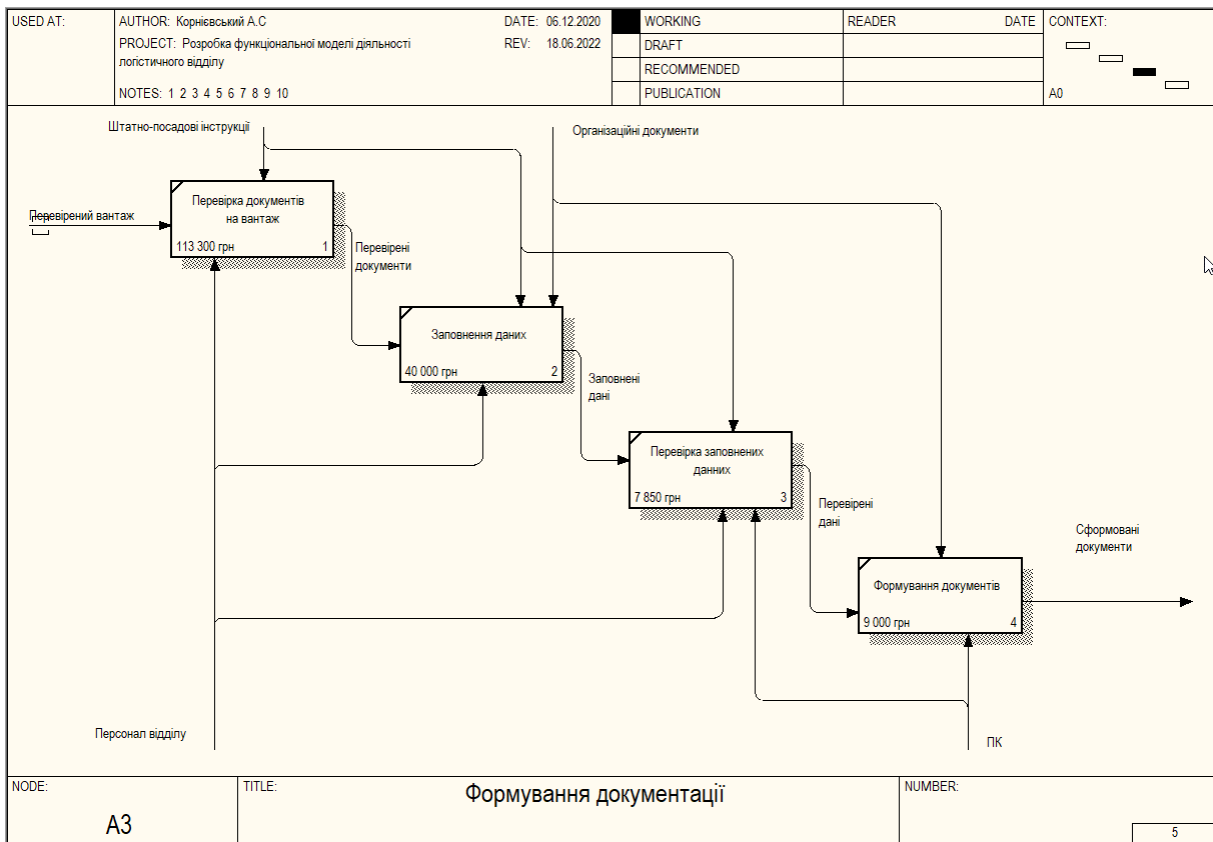 USED AT:
AUTHOR: Корнієвський А.С
DATE: 06.12.2020
WORKING
READER
DATE
CONTEXT:
PROJECT: Розробка функціональної моделі діяльності
логістичного відділу
REV: 18.06.2022
DRAFT
RECOMMENDED
NOTES: 1 2 3 4 5 6 7 8 9 10
PUBLICATION
A0
Штатно-посадові інструкції
Організаційні документи
Перевірка документів
на вантаж
113 300 грн
1
Перевірений вантаж
Перевірені
документи
Заповнення даних
40 000 грн
2
Заповнені
дані
Перевірка заповнених
данних
7 850 грн
3
Перевірені
дані
Сформовані
документи
Формування документів
9 000 грн
4
Персонал відділу
ПК
NODE:
TITLE:
Формування документації
NUMBER:
A3
5